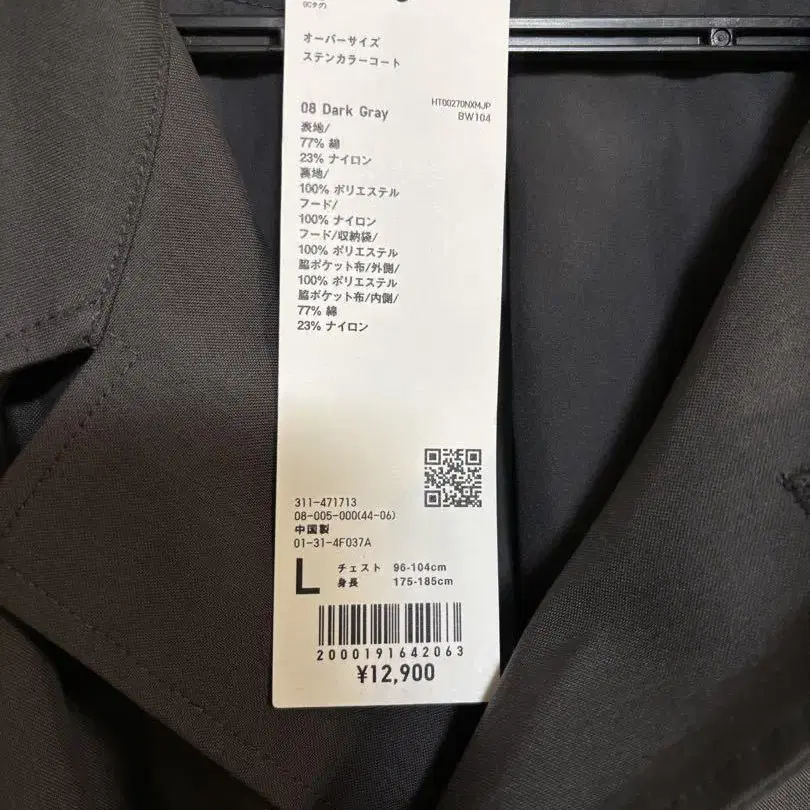 (ICタグ)
オーバーサイズ
ステンカラーコート
08 Dark Gray
HT00270NXMJP
BW104
表地/
77% 綿
23% ナイロン
裏地/
100% ポリエステル
フード/
100% ナイロン
フード/収納袋/
100% ポリエステル
脇ポケット布/外側/
100% ポリエステル
脇ポケット布/内側/
77% 綿
23% ナイロン
311-471713
08-005-000(44-06)
中国製
01-31-4F037A
L チェスト 96-104cm
身長 175-185cm
2000191642063
¥12,900